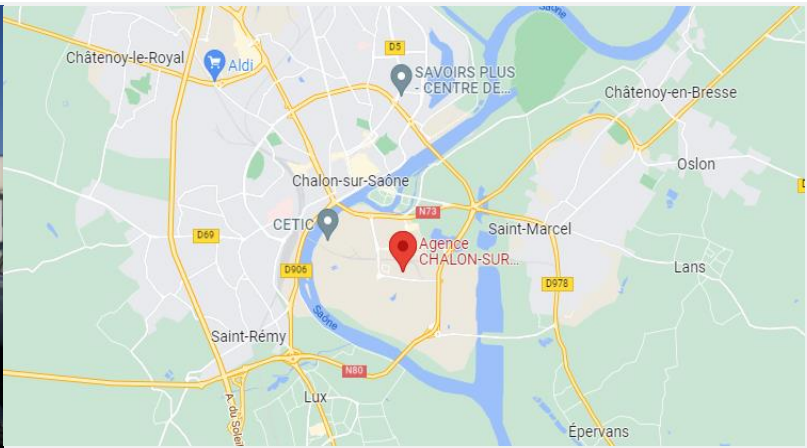 Saône
D5
Châtenoy-le-Royal
Aldi
SAVOIRS PLUS
- CENTRE DE...
Châtenoy-en-Bresse
Oslon
Chalon-sur-Saône
N73
CETIC
Saint-Marcel
D69
Agence
CHALON-SUR...
D906
Lans
D978
Saône
Saint-Rémy
N80
A. du Soleil
Lux
Épervans